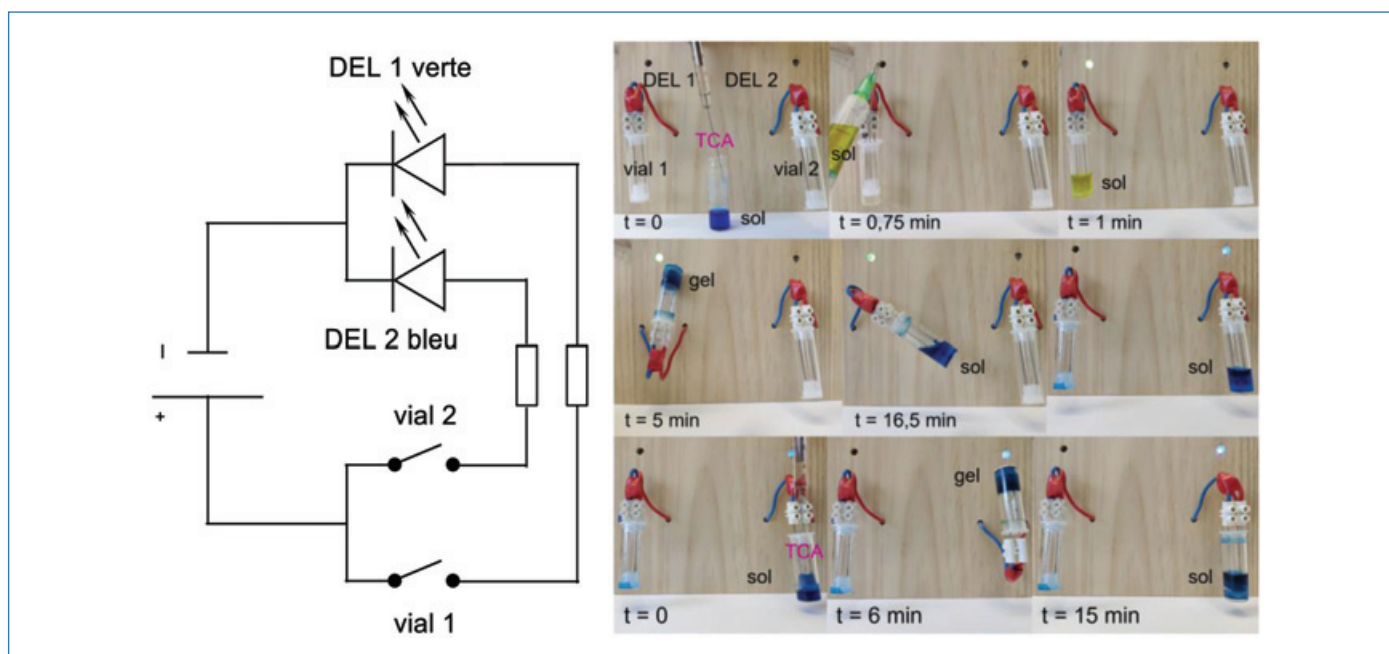 DEL 1 verte
DEL 2 bleu
vial 2
vial 1
+
DEL 1
DEL 2
TCA
vial 1
vial 2
sol
t = 0
sol
t = 0,75 min
sol
t = 1 min
gel
t = 5 min
sol
t = 16,5 min
sol
TCA
sol
t = 0
gel
t = 6 min
sol
t = 15 min